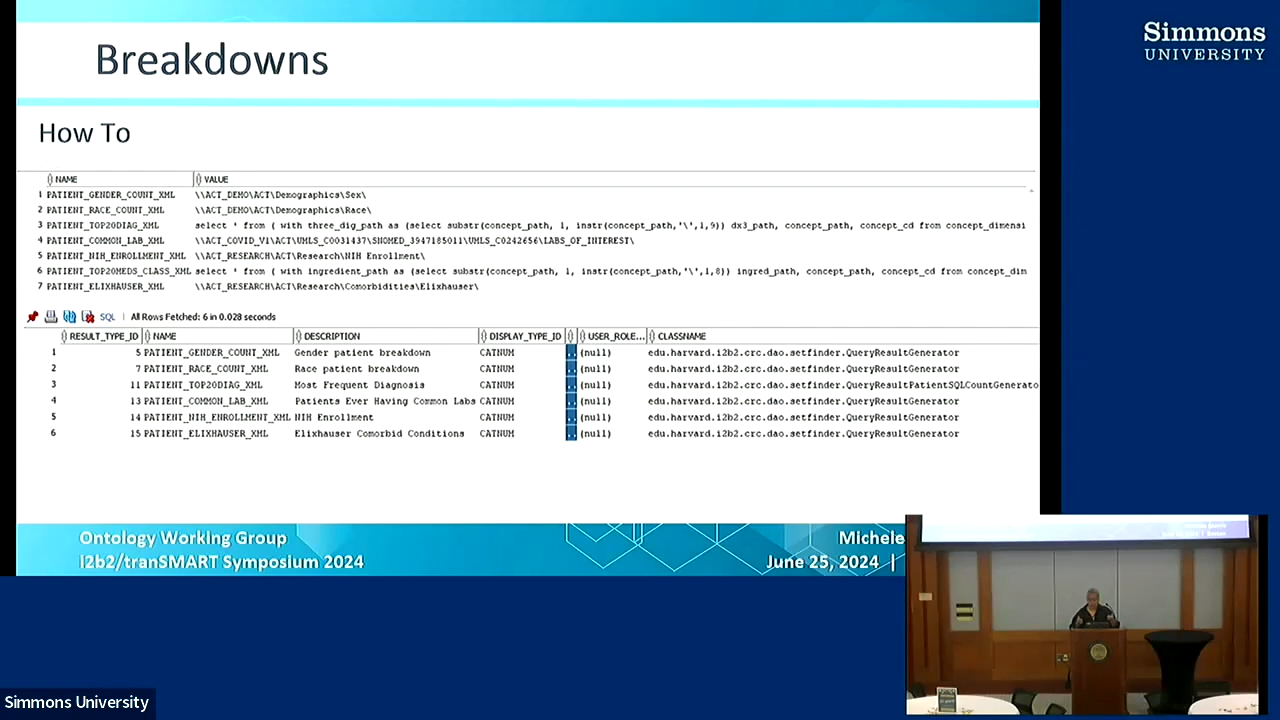 Breakdowns
Simmons
UNIVERSITY
How To
NAME VALUE
1 PATIENT_GENDER_COUNT_XML \\ACT_DEMO\ACT\Demographics\Sex\
2 PATIENT_RACE_COUNT_XML \\ACT_DEMO\ACT\Demographics\Race\
3 PATIENT_TOP20DIAG_XML select * from ( with three_dig_path as (select substr(concept_path, 1, instr(concept_path,'\',1,9)) dx3_path, concept_path, concept_cd from concept_dimensi
4 PATIENT_COMMON_LAB_XML \\ACT_COVID_V1\ACT\UMLS_C0031437\SNOMED_3947185011\UMLS_C0242656\LABS_OF_INTEREST\
5 PATIENT_NIH_ENROLLMENT_XML \\ACT_RESEARCH\ACT\Research\NIH Enrollment\
6 PATIENT_TOP20MEDS_CLASS_XML select * from ( with ingredient_path as (select substr(concept_path, 1, instr(concept_path,'\',1,8)) ingred_path, concept_path, concept_cd from concept_dim
7 PATIENT_ELIXHAUSER_XML \\ACT_RESEARCH\ACT\Research\Comorbidities\Elixhauser\
SQL | All Rows Fetched: 6 in 0.028 seconds
RESULT_TYPE_ID NAME DESCRIPTION DISPLAY_TYPE_ID USER_ROLE... CLASSNAME
1 5 PATIENT_GENDER_COUNT_XML Gender patient breakdown CATNUM (null) edu.harvard.i2b2.crc.dao.setfinder.QueryResultGenerator
2 7 PATIENT_RACE_COUNT_XML Race patient breakdown CATNUM (null) edu.harvard.i2b2.crc.dao.setfinder.QueryResultGenerator
3 11 PATIENT_TOP20DIAG_XML Most Frequent Diagnosis CATNUM (null) edu.harvard.i2b2.crc.dao.setfinder.QueryResultPatientSQLCountGenerato
4 13 PATIENT_COMMON_LAB_XML Patients Ever Having Common Labs CATNUM (null) edu.harvard.i2b2.crc.dao.setfinder.QueryResultGenerator
5 14 PATIENT_NIH_ENROLLMENT_XML NIH Enrollment CATNUM (null) edu.harvard.i2b2.crc.dao.setfinder.QueryResultGenerator
6 15 PATIENT_ELIXHAUSER_XML Elixhauser Comorbid Conditions CATNUM (null) edu.harvard.i2b2.crc.dao.setfinder.QueryResultGenerator
Ontology Working Group Michele
i2b2/tranSMART Symposium 2024 June 25, 2024 |
Simmons University